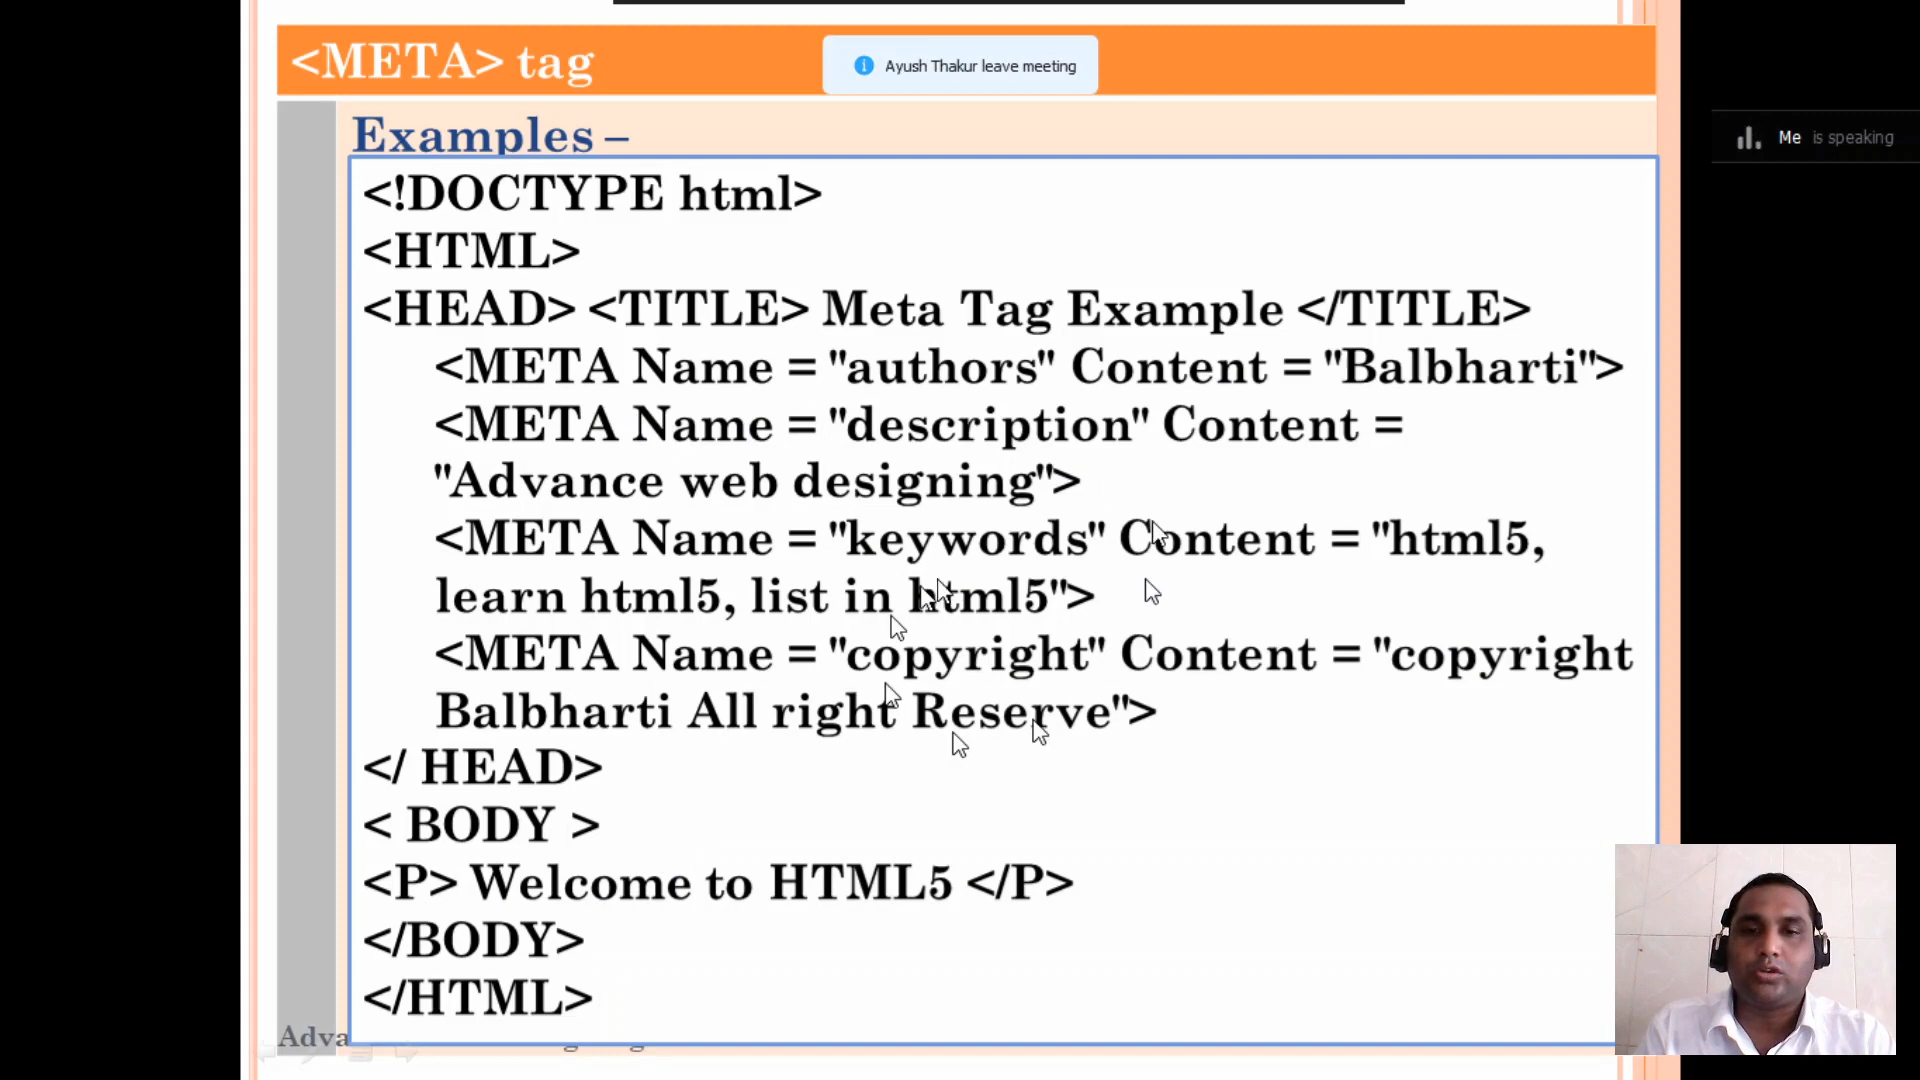 <META> tag
Ayush Thakur leave meeting
Me is speaking
Examples –
<!DOCTYPE html>
<HTML>
<HEAD> <TITLE> Meta Tag Example </TITLE>
<META Name = "authors" Content = "Balbharti">
<META Name = "description" Content =
"Advance web designing">
<META Name = "keywords" Content = "html5,
learn html5, list in html5">
<META Name = "copyright" Content = "copyright
Balbharti All right Reserve">
</ HEAD>
< BODY >
<P> Welcome to HTML5 </P>
</BODY>
</HTML>